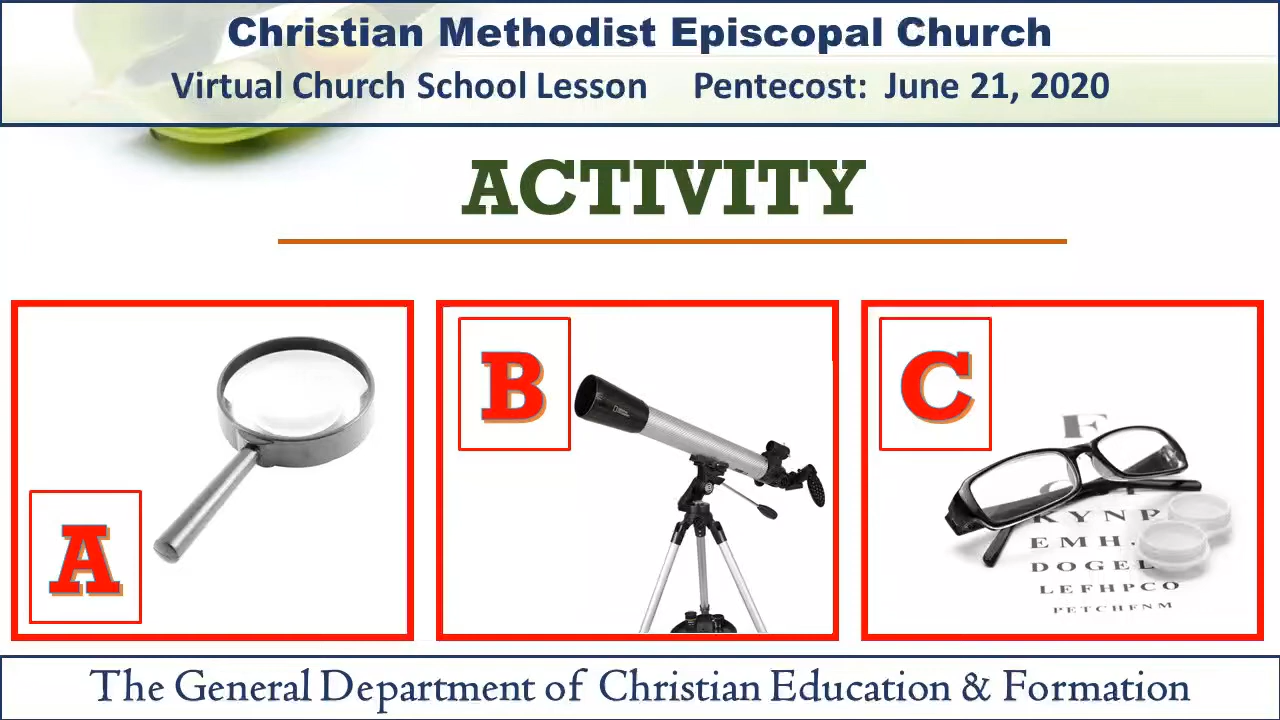 Christian Methodist Episcopal Church
Virtual Church School Lesson Pentecost: June 21, 2020
ACTIVITY
A
B
C
F
KYNP
EMH.
DOGEL
LEFHPCO
PETCHFNM
The General Department of Christian Education & Formation